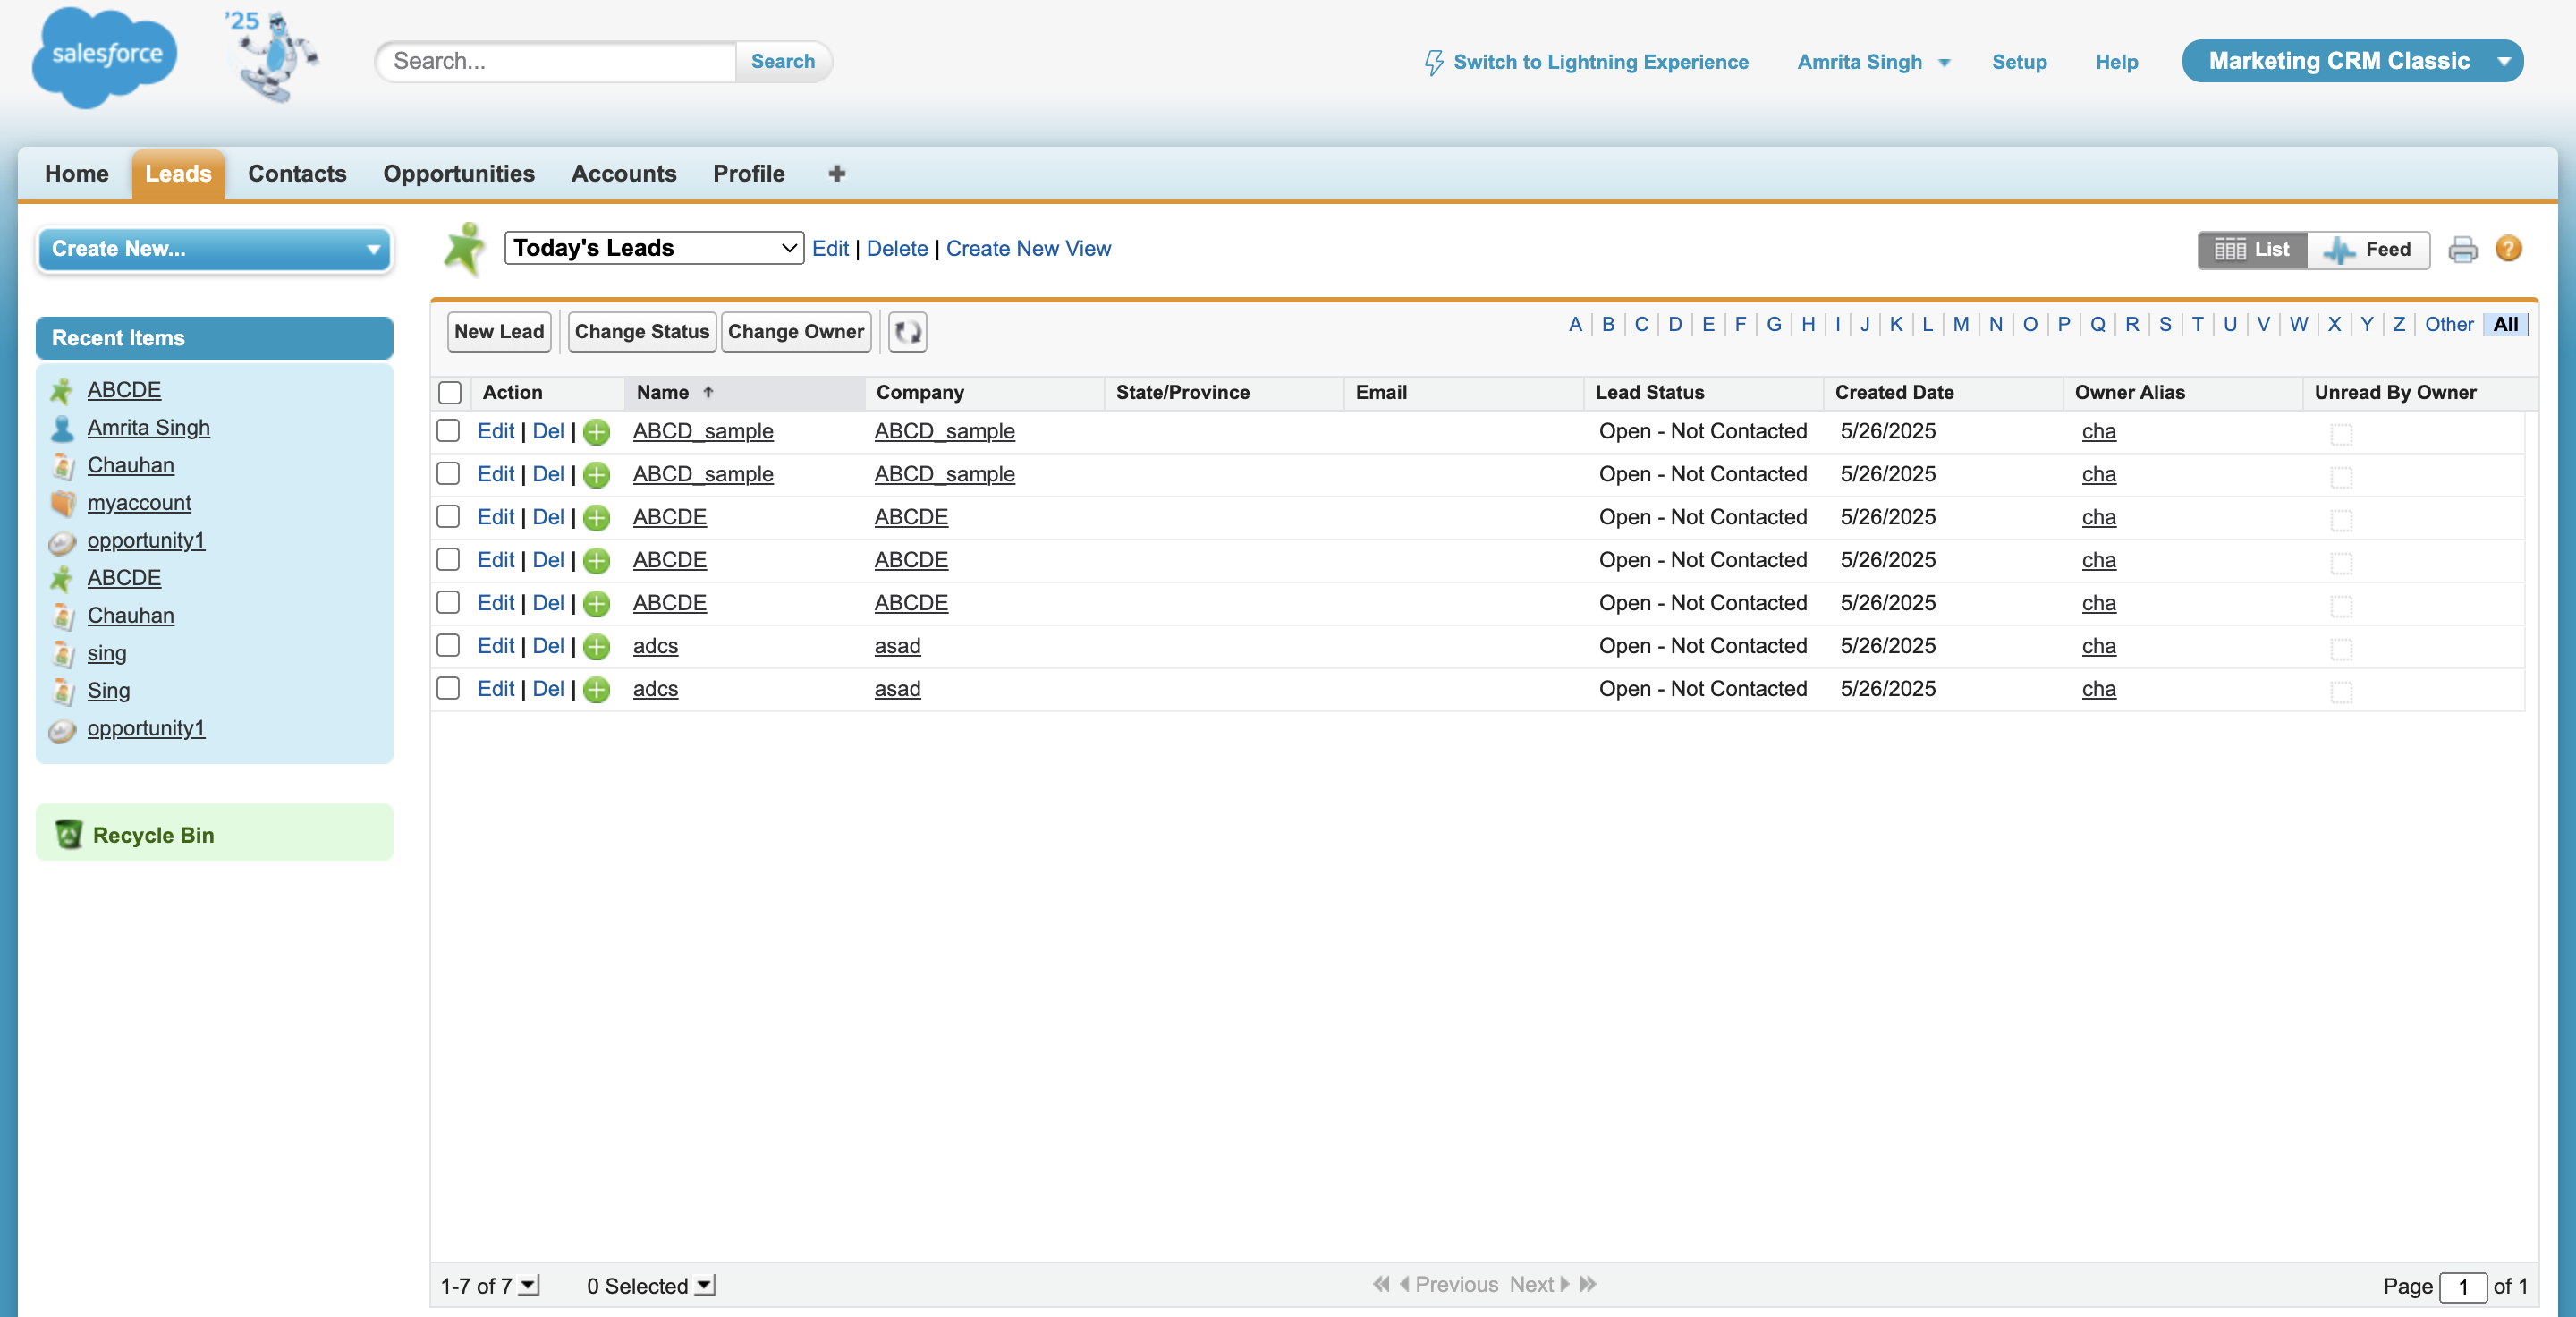 salesforce
'25
Search...
Search
Switch to Lightning Experience
Amrita Singh
Setup
Help
Marketing CRM Classic
Home Leads Contacts Opportunities Accounts Profile
Create New...
Recent Items
ABCDE
Amrita Singh
Chauhan
myaccount
opportunity1
ABCDE
Chauhan
sing
Sing
opportunity1
Recycle Bin
Today's Leads Edit | Delete | Create New View
List Feed
New Lead Change Status Change Owner
A | B | C | D | E | F | G | H | I | J | K | L | M | N | O | P | Q | R | S | T | U | V | W | X | Y | Z | Other | All |
Action Name Company State/Province Email Lead Status Created Date Owner Alias Unread By Owner
Edit | Del | ABCD_sample ABCD_sample Open - Not Contacted 5/26/2025 cha
Edit | Del | ABCD_sample ABCD_sample Open - Not Contacted 5/26/2025 cha
Edit | Del | ABCDE ABCDE Open - Not Contacted 5/26/2025 cha
Edit | Del | ABCDE ABCDE Open - Not Contacted 5/26/2025 cha
Edit | Del | ABCDE ABCDE Open - Not Contacted 5/26/2025 cha
Edit | Del | adcs asad Open - Not Contacted 5/26/2025 cha
Edit | Del | adcs asad Open - Not Contacted 5/26/2025 cha
1-7 of 7 0 Selected Previous Next Page 1 of 1